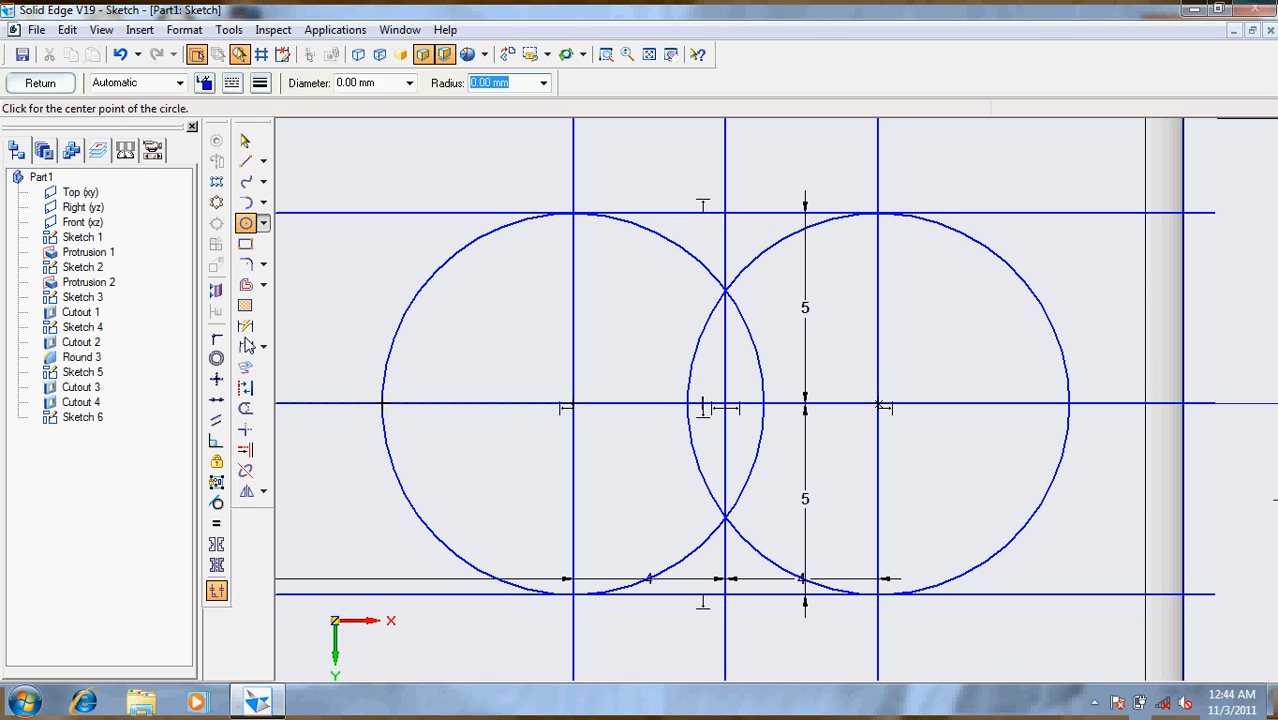 Solid Edge V19 - Sketch - [Part1: Sketch]
File Edit View Insert Format Tools Inspect Applications Window Help
Return Automatic Diameter: 0.00 mm Radius: 0.00 mm
Click for the center point of the circle.
Part1
Top (xy)
Right (yz)
Front (xz)
Sketch 1
Protrusion 1
Sketch 2
Protrusion 2
Sketch 3
Cutout 1
Sketch 4
Cutout 2
Round 3
Sketch 5
Cutout 3
Cutout 4
Sketch 6
5
5
4 4
X
Y
12:44 AM
11/3/2011